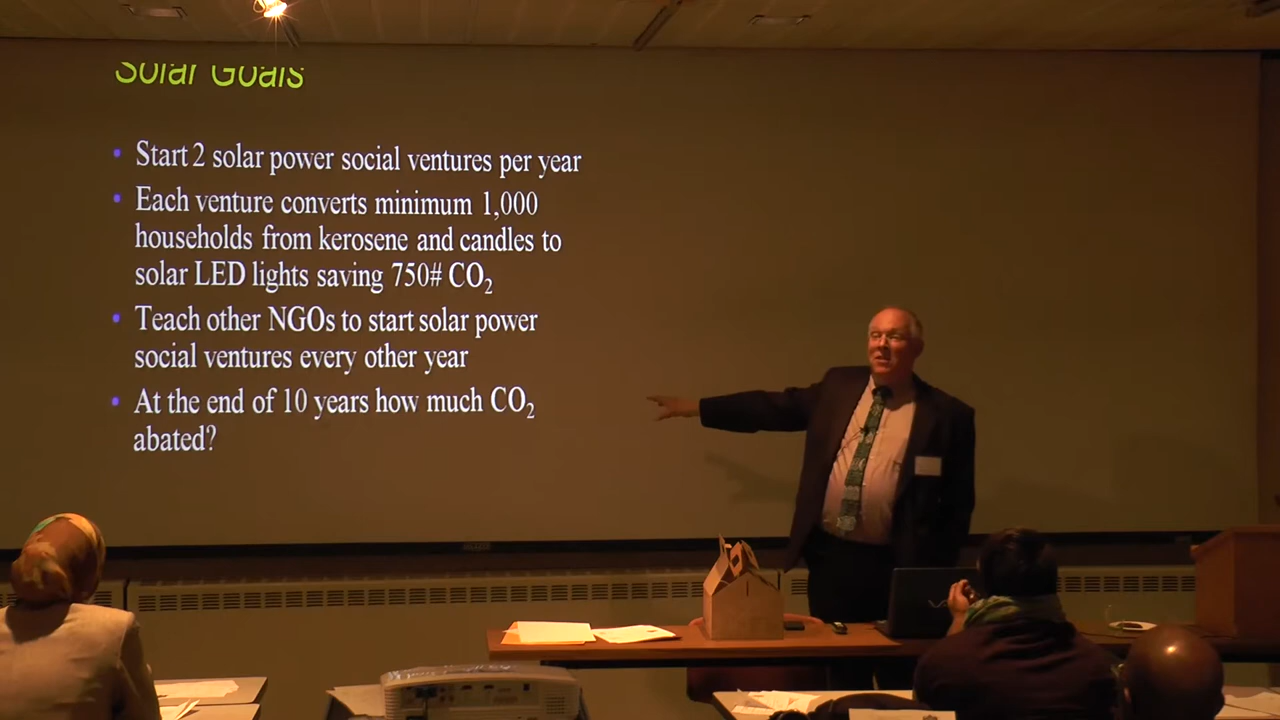 Solar Goals
• Start 2 solar power social ventures per year
• Each venture converts minimum 1,000
households from kerosene and candles to
solar LED lights saving 750# CO₂
• Teach other NGOs to start solar power
social ventures every other year
• At the end of 10 years how much CO₂
abated?